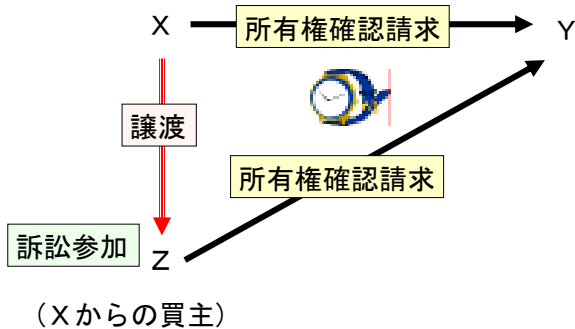 X
所有権確認請求
Y
譲渡
所有権確認請求
訴訟参加
Z
（Xからの買主）